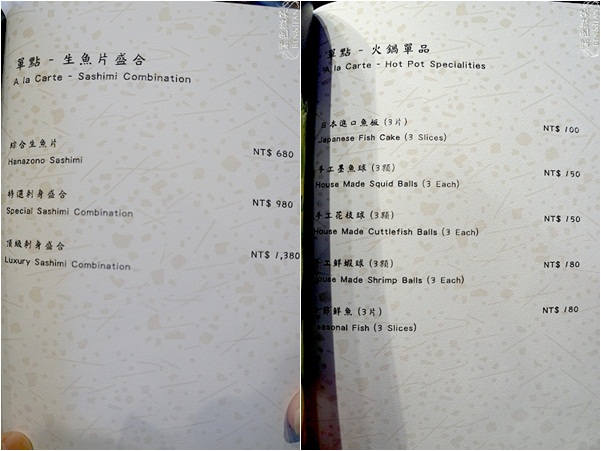 單點 - 生魚片盛合
A la Carte - Sashimi Combination
綜合生魚片
Hanazono Sashimi
NT$ 680
特選刺身盛合
Special Sashimi Combination
NT$ 980
頂級刺身盛合
Luxury Sashimi Combination
NT$ 1,380
單點 - 火鍋單品
A la Carte - Hot Pot Specialities
日本進口魚板 (3片)
Japanese Fish Cake (3 Slices)
NT$ 100
手工墨魚球 (3顆)
House Made Squid Balls (3 Each)
NT$ 150
手工花枝球 (3顆)
House Made Cuttlefish Balls (3 Each)
NT$ 150
手工鮮蝦球 (3顆)
House Made Shrimp Balls (3 Each)
NT$ 180
節鮮魚 (3片)
easonal Fish (3 Slices)
NT$ 180